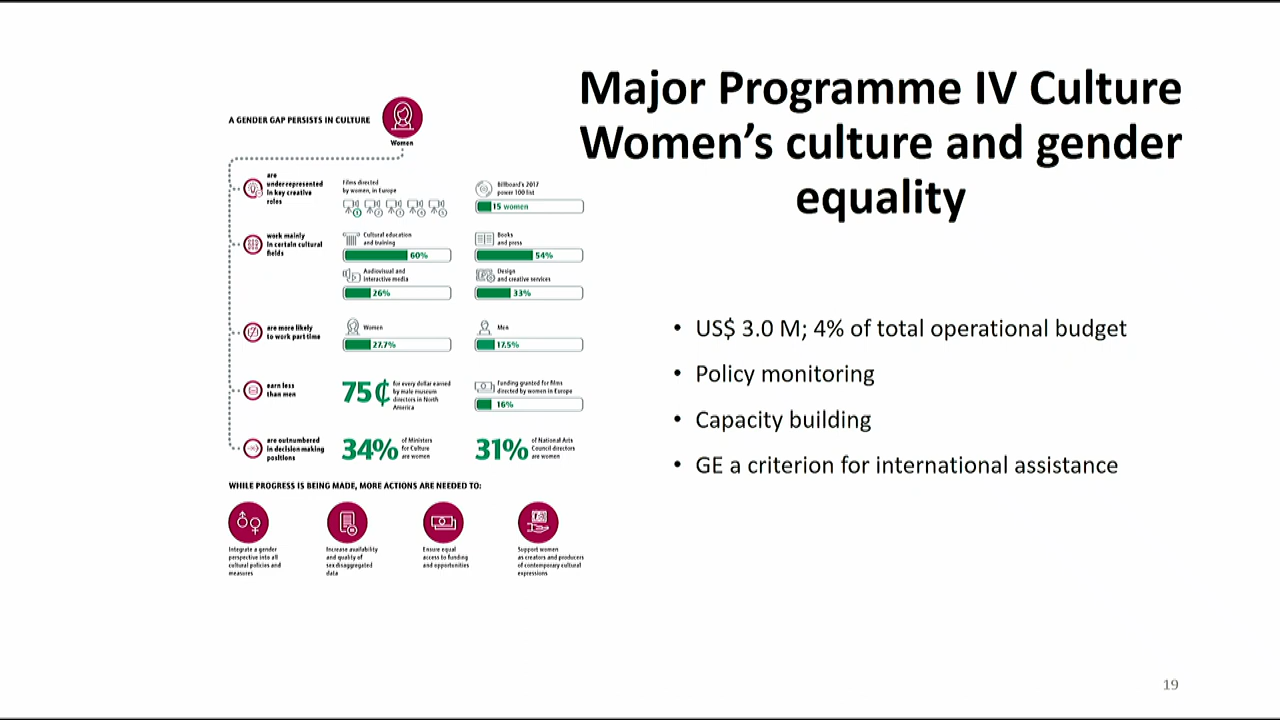 Major Programme IV Culture
Women's culture and gender
equality
A GENDER GAP PERSISTS IN CULTURE
Women
are
underrepresented
in key creative
roles
Films directed
by women, in Europe
Billboard's 2017
power 100 list
15 women
work mainly
in certain cultural
fields
Cultural education
and training
60%
Books
and press
54%
Audiovisual and
interactive media
26%
Design
and creative services
33%
are more likely
to work part time
Women
27.7%
Men
17.5%
earn less
than men
75¢
for every dollar earned
by male museum
directors in North
America
Funding granted for films
directed by women in Europe
16%
are outnumbered
in decision making
positions
34%
of Ministers
for Culture
are women
31%
of National Arts
Council directors
are women
WHILE PROGRESS IS BEING MADE, MORE ACTIONS ARE NEEDED TO:
Integrate a gender
perspective into all
cultural policies and
measures
Increase availability
and quality of
sex disaggregated
data
Ensure equal
access to funding
and opportunities
Support women
as creators and producers
of contemporary cultural
expressions
• US$ 3.0 M; 4% of total operational budget
• Policy monitoring
• Capacity building
• GE a criterion for international assistance
19